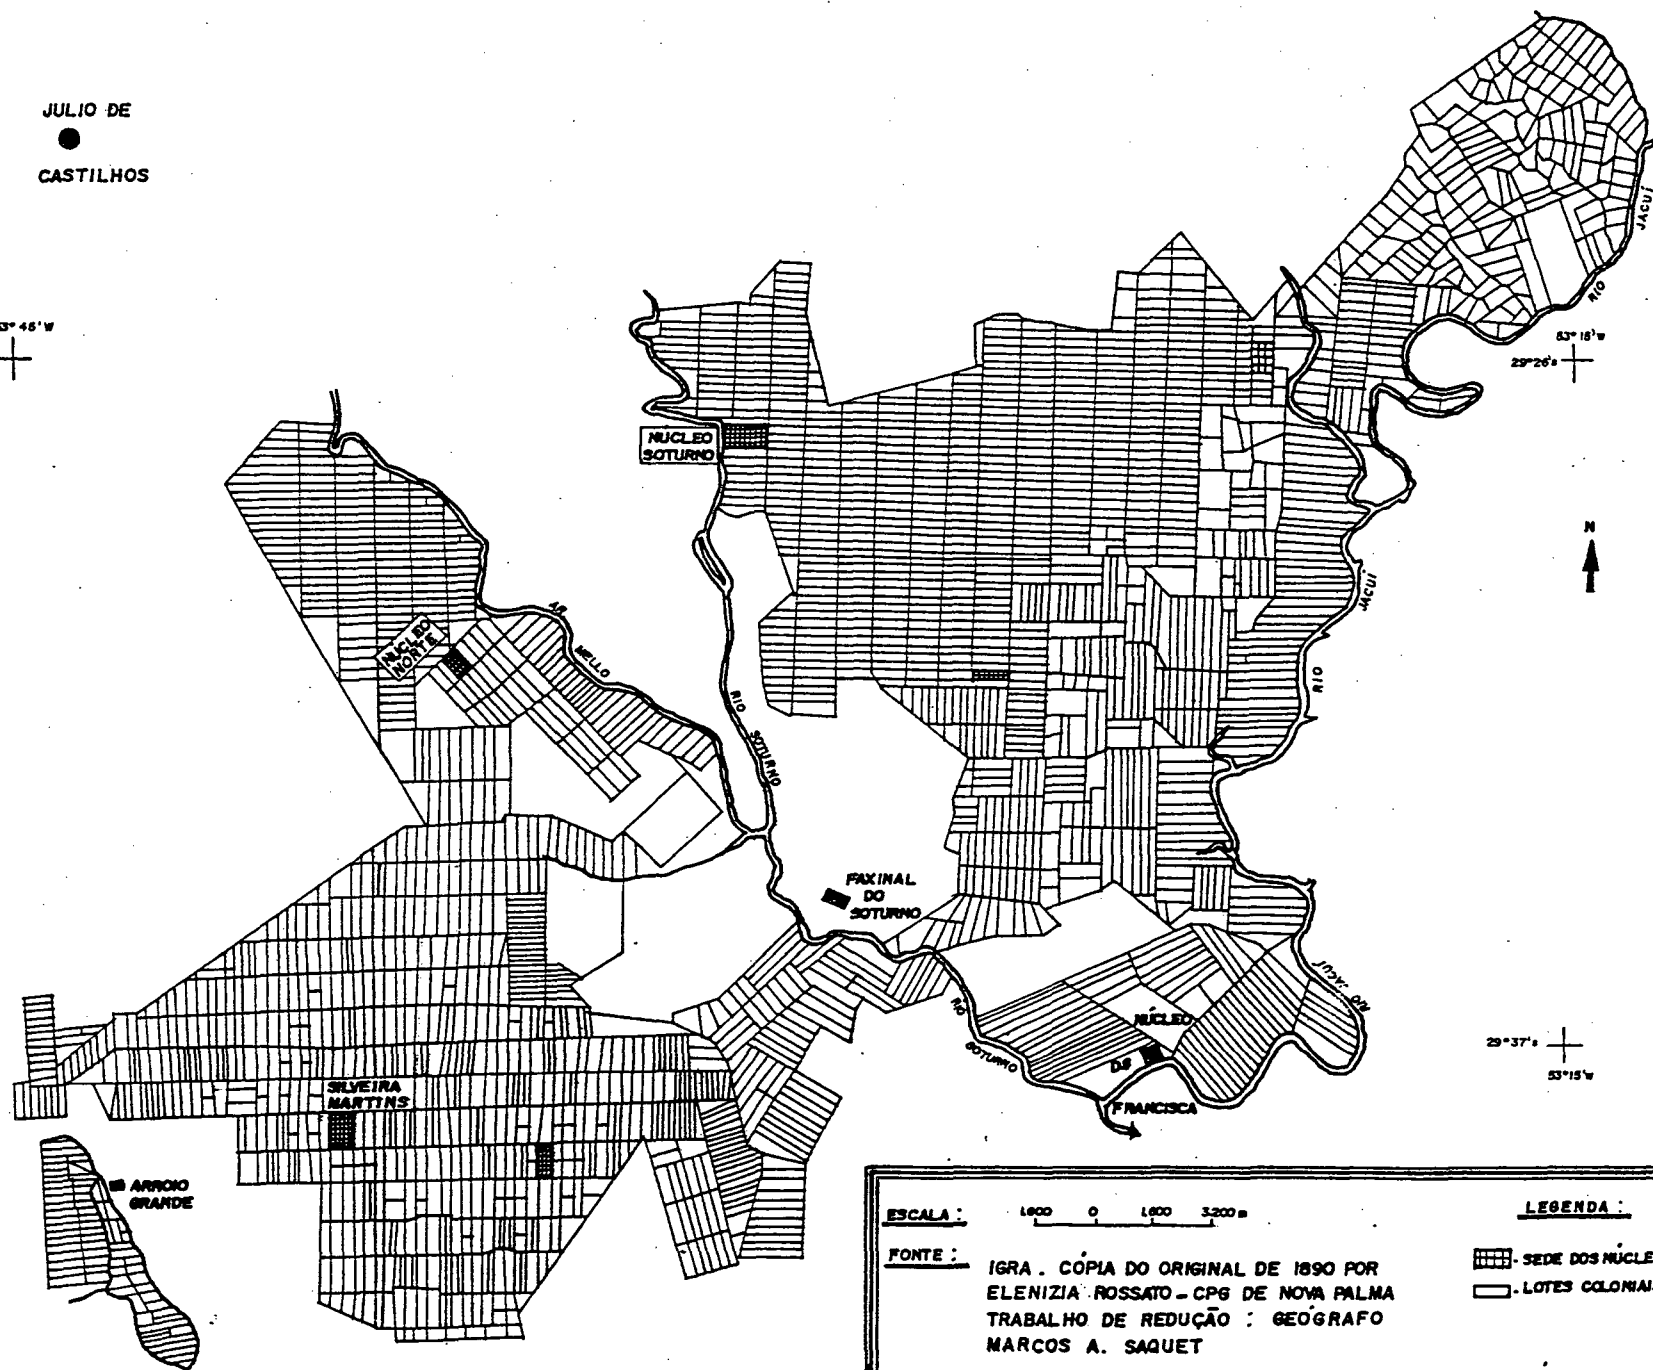 JULIO DE
CASTILHOS
3° 45' W
53° 15' W
29° 26' s
NÚCLEO
SOTURNO
N
NÚCLEO
NORTE
AR.
MELLO
RIO
SOTURNO
RIO
JACUÍ
RIO
JACUÍ
FAXINAL
DO
SOTURNO
RIO JACUÍ
RIO
SOTURNO
NÚCLEO
D.ª
FRANCISCA
29° 37' s
53° 15' W
SILVEIRA
MARTINS
ARROIO
GRANDE
ESCALA :
1.600 0 1.600 3.200 m
LEGENDA :
FONTE :
IGRA . CÓPIA DO ORIGINAL DE 1890 POR
ELENIZIA ROSSATO - CPG DE NOVA PALMA
TRABALHO DE REDUÇÃO : GEÓGRAFO
MARCOS A. SAQUET
- SEDE DOS NÚCLE
- LOTES COLONIAI